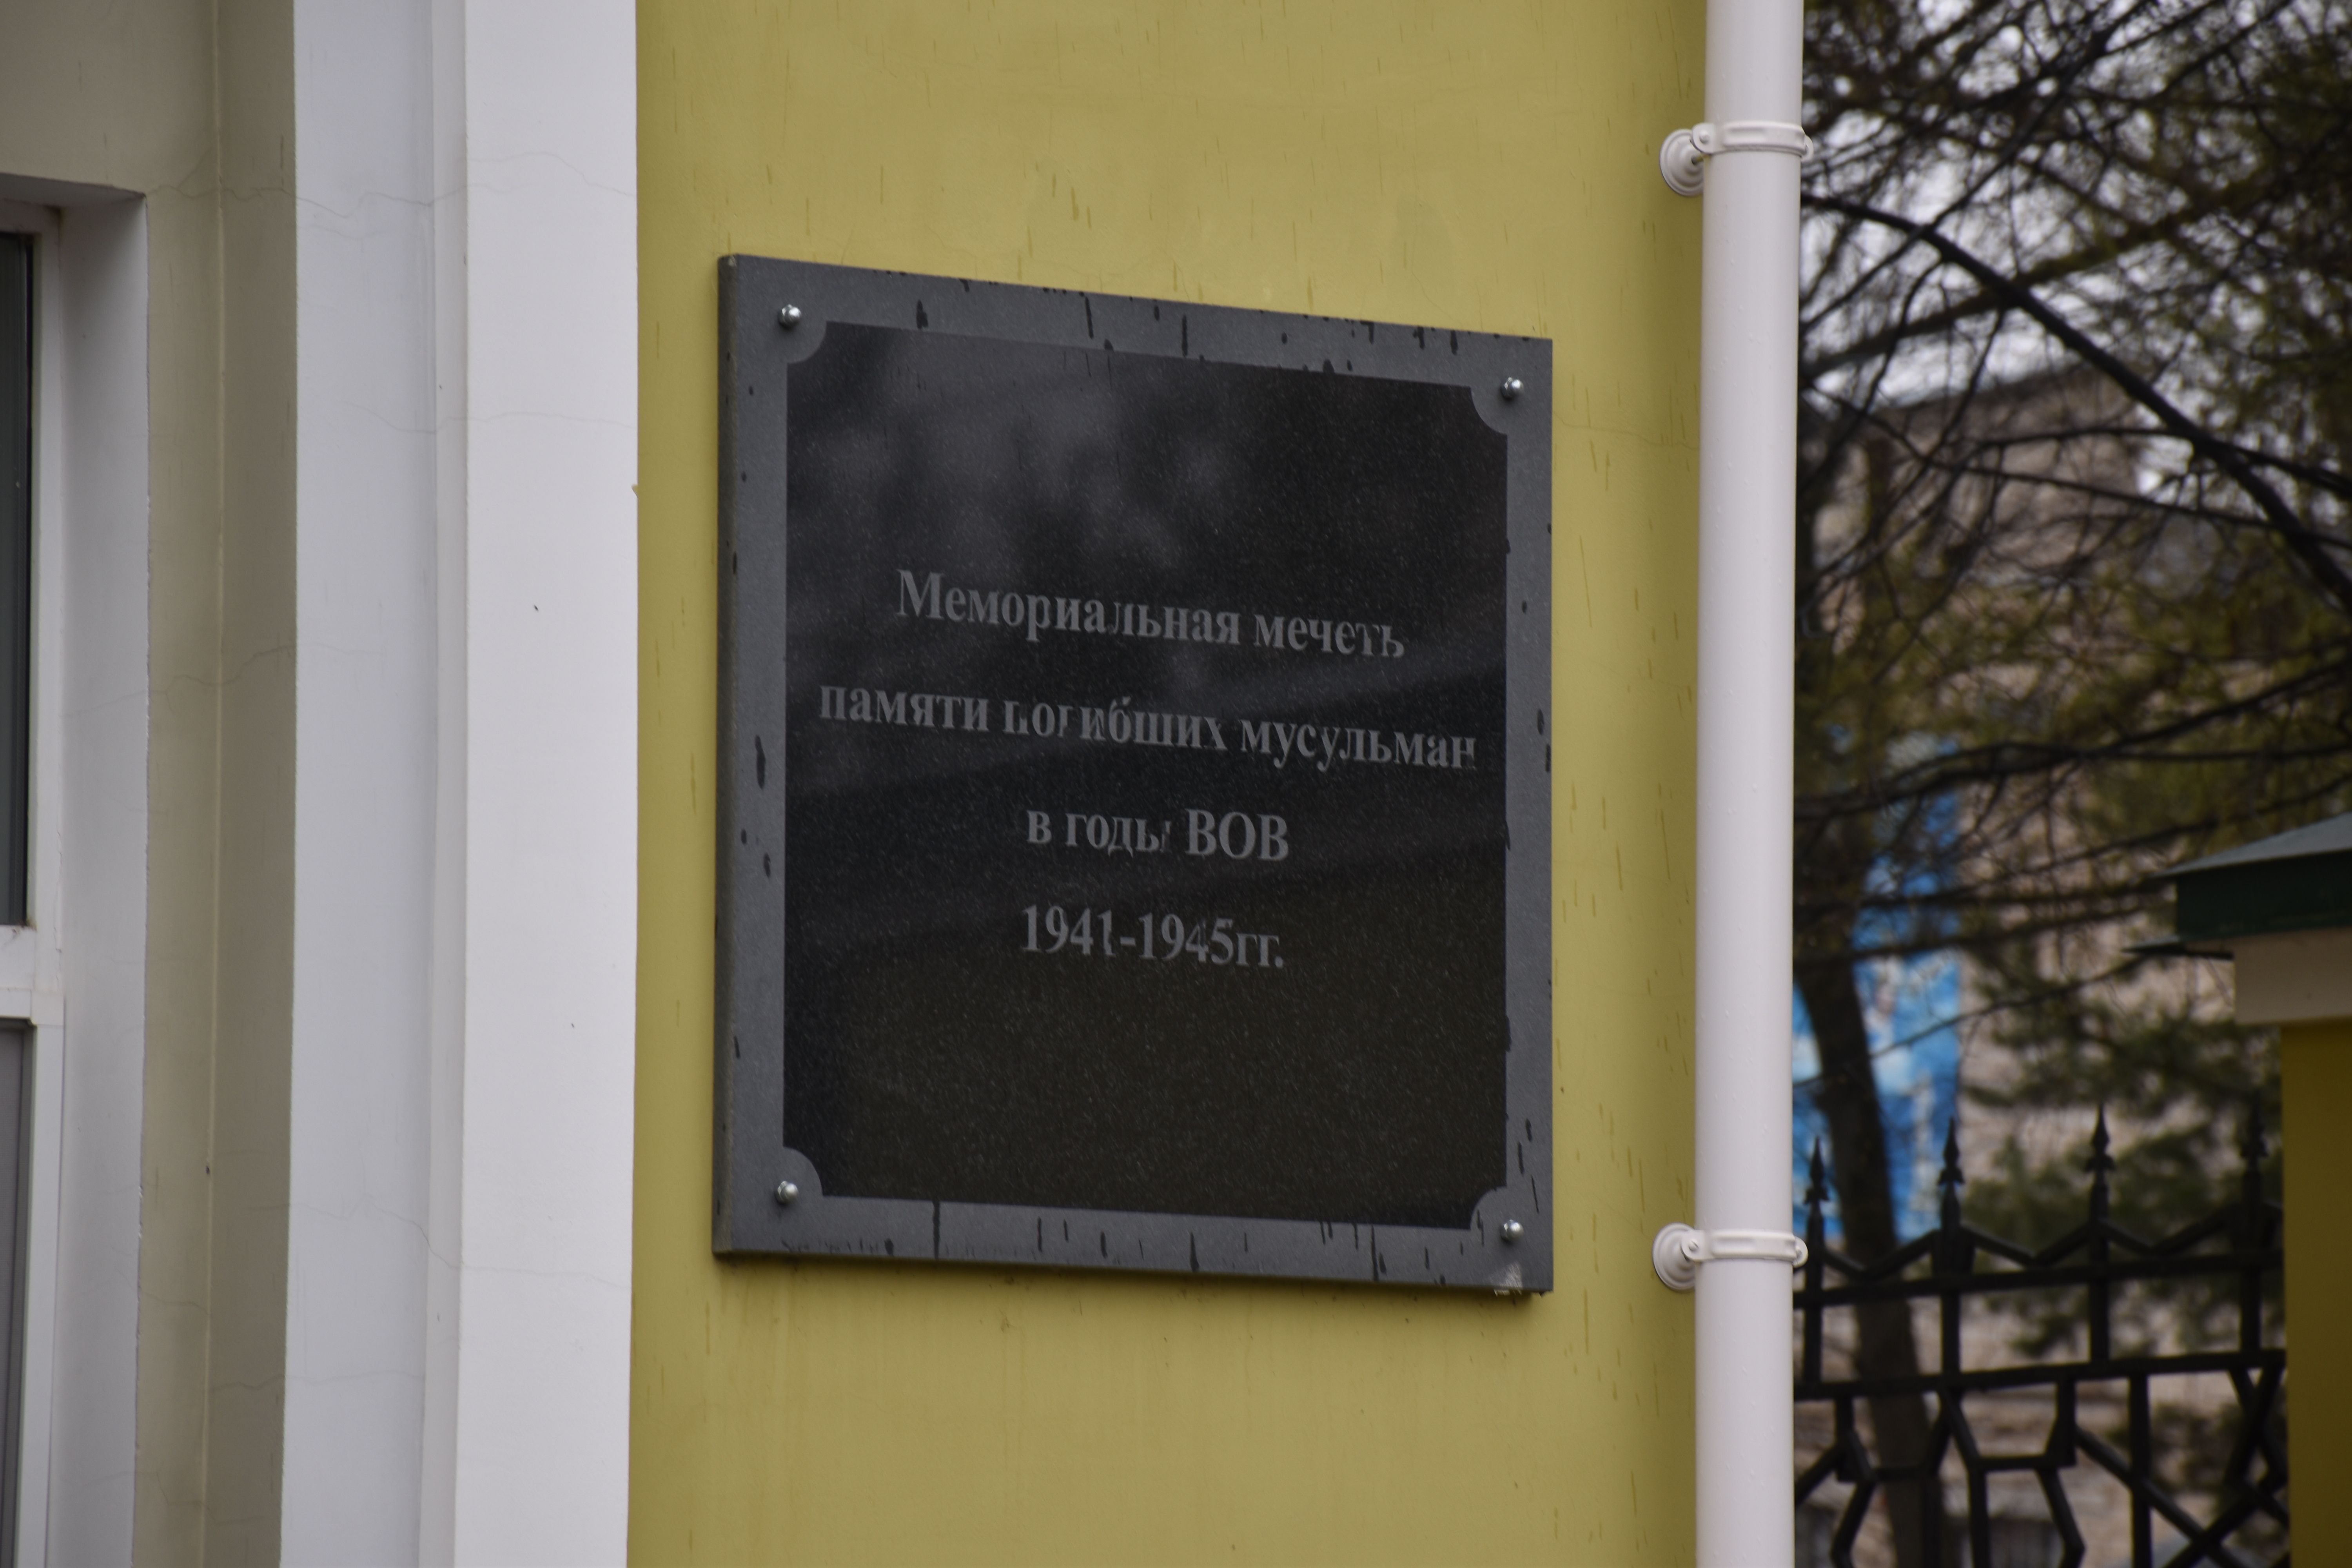 Мемориальная мечеть
памяти погибших мусульман
в годы ВОВ
1941-1945гг.